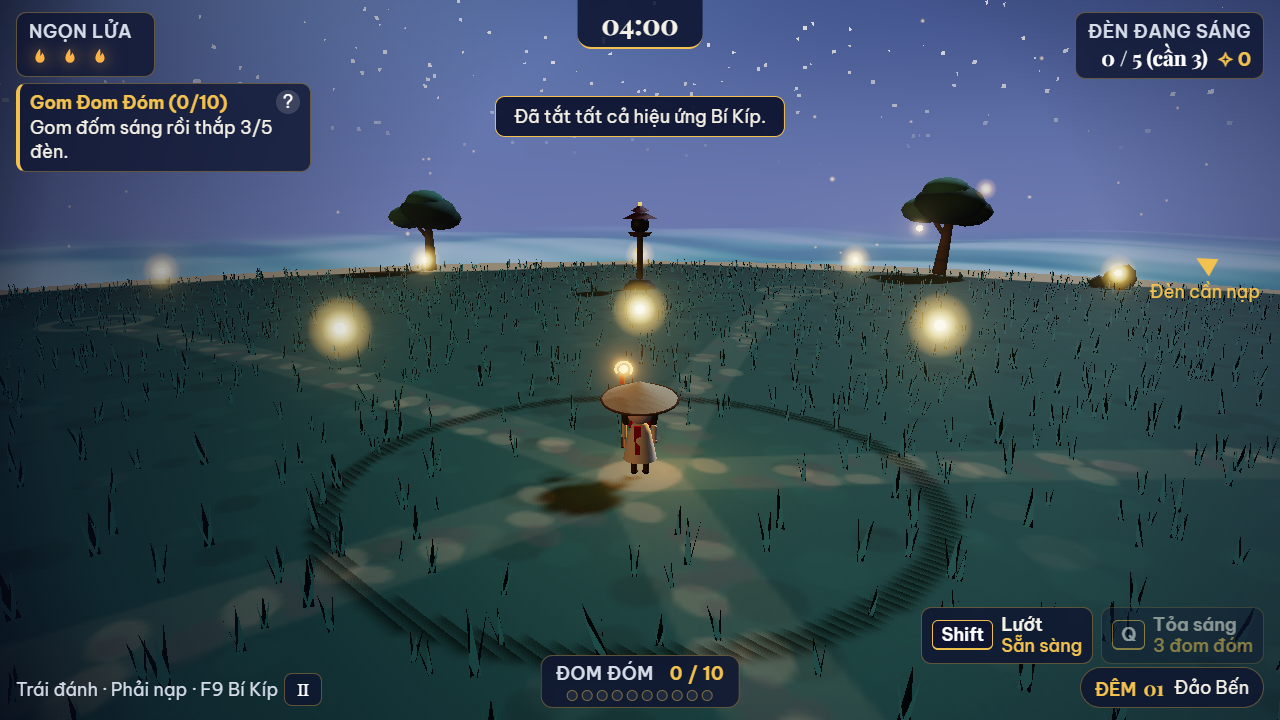 NGỌN LỬA
04:00
ĐÈN ĐANG SÁNG
0 / 5 (cần 3) ✧ 0
Gom Đom Đóm (0/10) ?
Gom đốm sáng rồi thắp 3/5
đèn.
Đã tắt tất cả hiệu ứng Bí Kíp.
Đèn cần nạp
Shift Lướt
Sẵn sàng
Q Tỏa sáng
3 đom đóm
Trái đánh · Phải nạp · F9 Bí Kíp II
ĐOM ĐÓM 0 / 10
ĐÊM 01 Đảo Bến